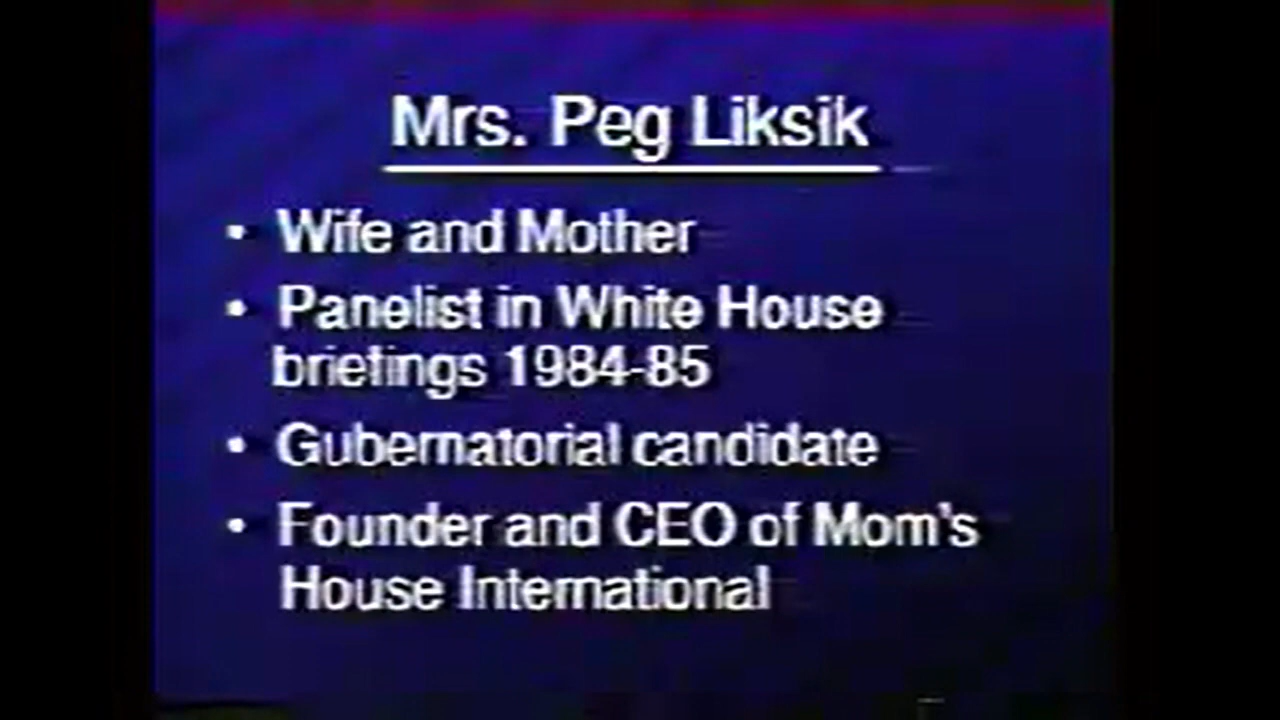 Mrs. Peg Liksik
• Wife and Mother
• Panelist in White House
briefings 1984-85
• Gubernatorial candidate
• Founder and CEO of Mom's
House International